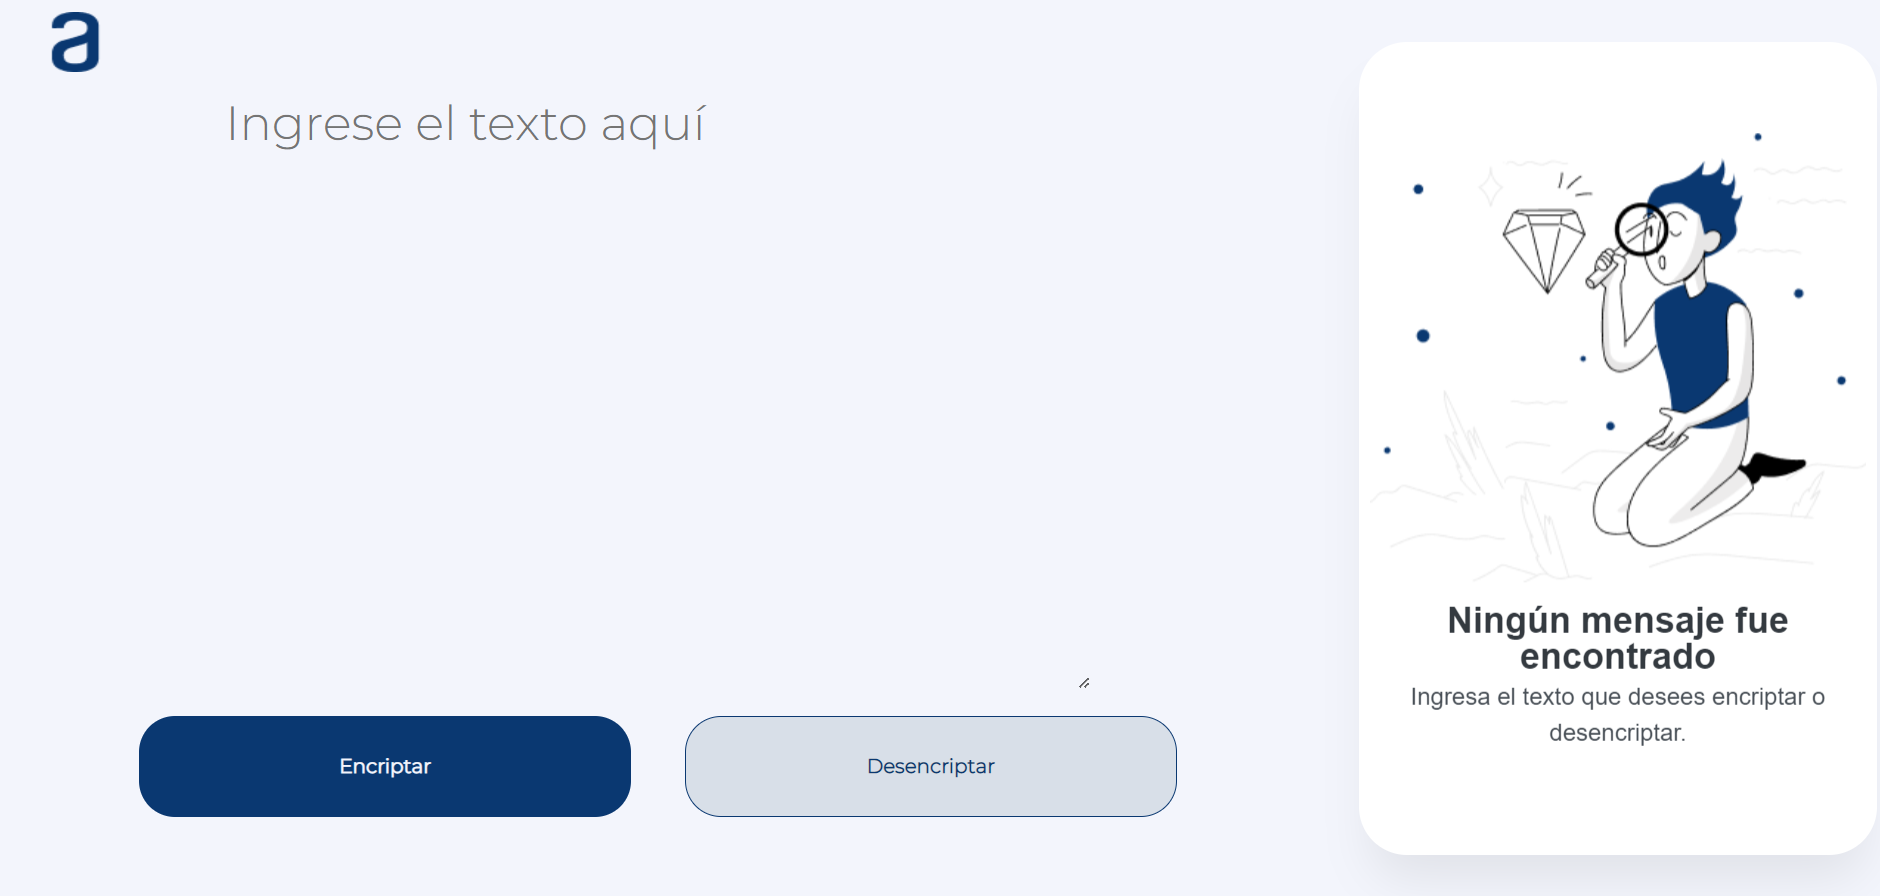 a
Ingrese el texto aquí
Encriptar
Desencriptar
Ningún mensaje fue
encontrado
Ingresa el texto que desees encriptar o
desencriptar.